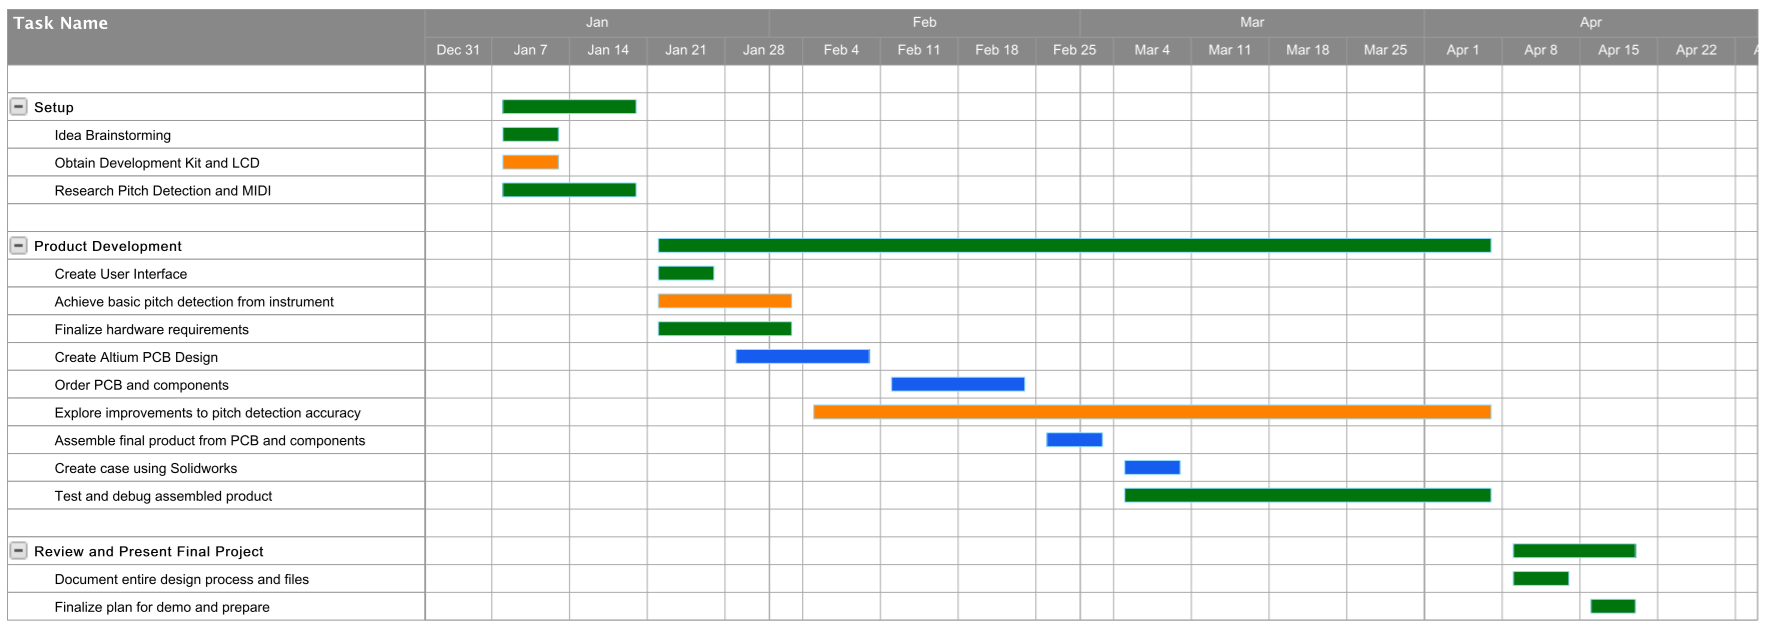 Task Name
Jan Feb Mar Apr
Dec 31 Jan 7 Jan 14 Jan 21 Jan 28 Feb 4 Feb 11 Feb 18 Feb 25 Mar 4 Mar 11 Mar 18 Mar 25 Apr 1 Apr 8 Apr 15 Apr 22
Setup
Idea Brainstorming
Obtain Development Kit and LCD
Research Pitch Detection and MIDI
Product Development
Create User Interface
Achieve basic pitch detection from instrument
Finalize hardware requirements
Create Altium PCB Design
Order PCB and components
Explore improvements to pitch detection accuracy
Assemble final product from PCB and components
Create case using Solidworks
Test and debug assembled product
Review and Present Final Project
Document entire design process and files
Finalize plan for demo and prepare